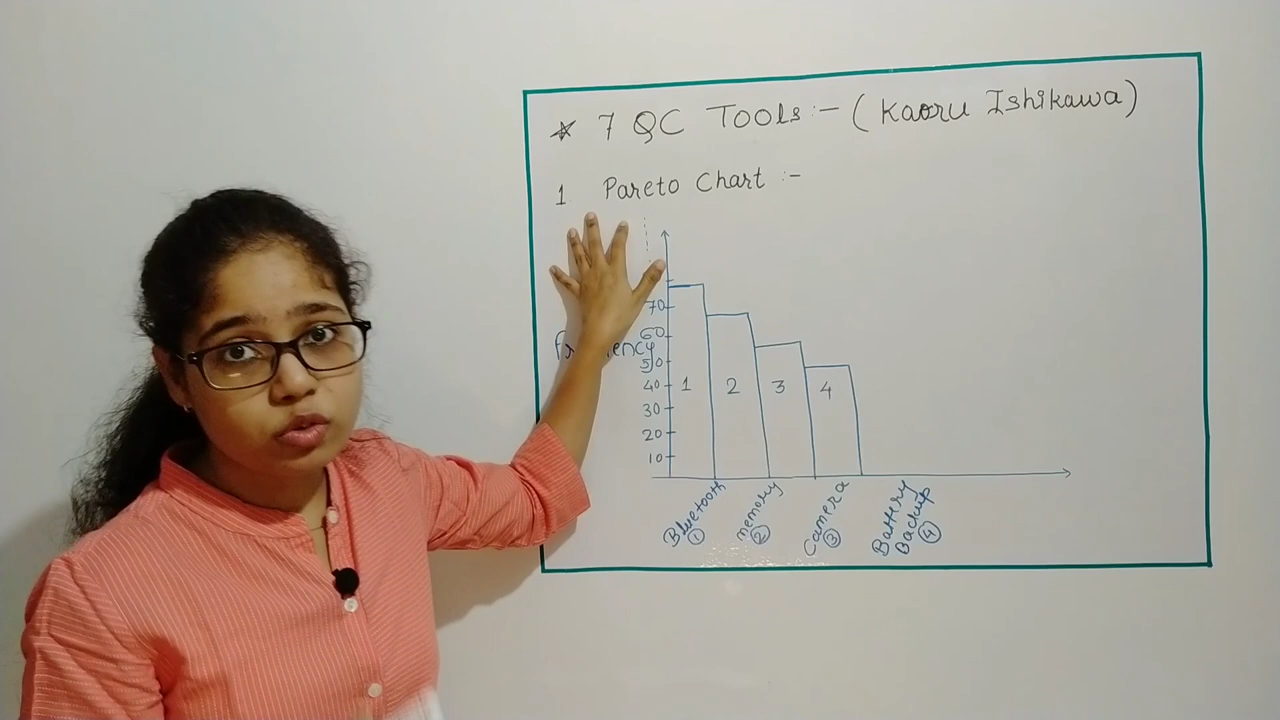 ★ 7 QC TOOLS :- (Kaoru Ishikawa)
1 Pareto Chart :-
70
60
50
40
30
20
10
1 2 3 4
Bluetooth ①
memory ②
Camera ③
Battery
Backup ④